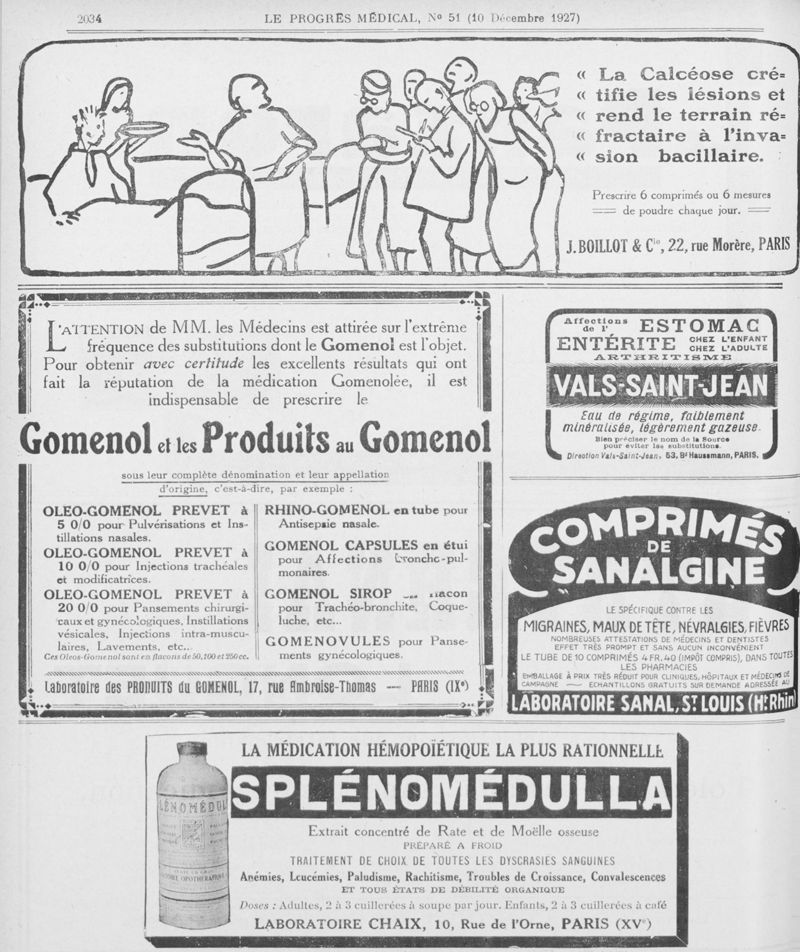 2034
LE PROGRÈS MÉDICAL, No 51 (10 Décembre 1927)
« La Calcéose cré=
« tifie les lésions et
« rend le terrain ré=
« fractaire à l'inva=
« sion bacillaire.
Prescrire 6 comprimés ou 6 mesures
de poudre chaque jour.
J. BOILLOT & Cie, 22, rue Morère, PARIS
L'ATTENTION de MM. les Médecins est attirée sur l'extrême
fréquence des substitutions dont le Gomenol est l'objet.
Pour obtenir avec certitude les excellents résultats qui ont
fait la réputation de la médication Gomenolée, il est
indispensable de prescrire le
Gomenol et les Produits au Gomenol
sous leur complète dénomination et leur appellation
d'origine, c'est-à-dire, par exemple :
OLEO-GOMENOL PREVET à
5 0/0 pour Pulvérisations et Ins-
tillations nasales.
OLEO-GOMENOL PREVET à
10 0/0 pour Injections trachéales
et modificatrices.
OLEO-GOMENOL PREVET à
20 0/0 pour Pansements chirurgi-
caux et gynécologiques, Instillations
vésicales, Injections intra-muscu-
laires, Lavements, etc...
Ces Oleos-Gomenol sont en flacons de 50, 100 et 250 cc.
RHINO-GOMENOL en tube pour
Antisepsie nasale.
GOMENOL CAPSULES en étui
pour Affections broncho-pul-
monaires.
GOMENOL SIROP flacon
pour Trachéo-bronchite, Coque-
luche, etc...
GOMENOVULES pour Panse-
ments gynécologiques.
Laboratoire des PRODUITS du GOMENOL, 17, rue Ambroise-Thomas — PARIS (IXe)
Affections de l' ESTOMAC
ENTÉRITE CHEZ L'ENFANT CHEZ L'ADULTE
ARTHRITISME
VALS-SAINT-JEAN
Eau de régime, faiblement
minéralisée, légèrement gazeuse.
Bien préciser le nom de la Source
pour éviter les substitutions.
Direction Vals-Saint-Jean, 53, Bd Haussmann, PARIS.
COMPRIMÉS
DE
SANALGINE
LE SPÉCIFIQUE CONTRE LES
MIGRAINES, MAUX DE TÊTE, NÉVRALGIES, FIÈVRES
NOMBREUSES ATTESTATIONS DE MÉDECINS ET DENTISTES
EFFET TRÈS PROMPT ET SANS AUCUN INCONVÉNIENT
LE TUBE DE 10 COMPRIMÉS 4 FR. 40 (IMPÔT COMPRIS), DANS TOUTES
LES PHARMACIES
EMBALLAGE À PRIX TRÈS RÉDUIT POUR CLINIQUES, HÔPITAUX ET MÉDECINS DE
CAMPAGNE — ECHANTILLONS GRATUITS SUR DEMANDE ADRESSÉE AU
LABORATOIRE SANAL, St LOUIS (Ht Rhin)
LA MÉDICATION HÉMOPOÏÉTIQUE LA PLUS RATIONNELLE
SPLÉNOMÉDULLA
Extrait concentré de Rate et de Moëlle osseuse
PRÉPARÉ A FROID
TRAITEMENT DE CHOIX DE TOUTES LES DYSCRASIES SANGUINES
Anémies, Leucémies, Paludisme, Rachitisme, Troubles de Croissance, Convalescences
ET TOUS ÉTATS DE DÉBILITÉ ORGANIQUE
Doses : Adultes, 2 à 3 cuillerées à soupe par jour. Enfants, 2 à 3 cuillerées à café
LABORATOIRE CHAIX, 10, Rue de l'Orne, PARIS (XVe)